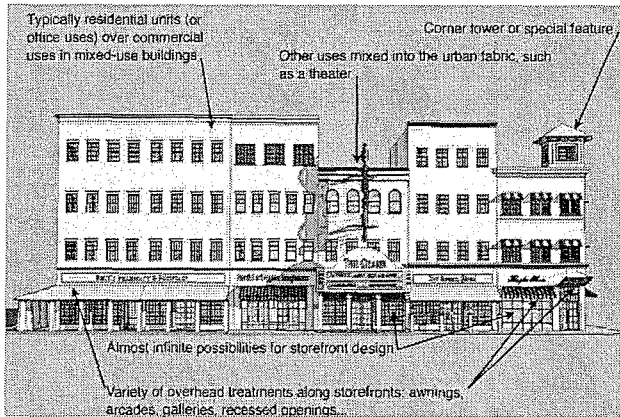 Typically residential units (or
office uses) over commercial
uses in mixed-use buildings
Corner tower or special feature
Other uses mixed into the urban fabric, such
as a theater
Almost infinite possibilities for storefront design
Variety of overhead treatments along storefronts: awnings,
arcades, galleries, recessed openings...